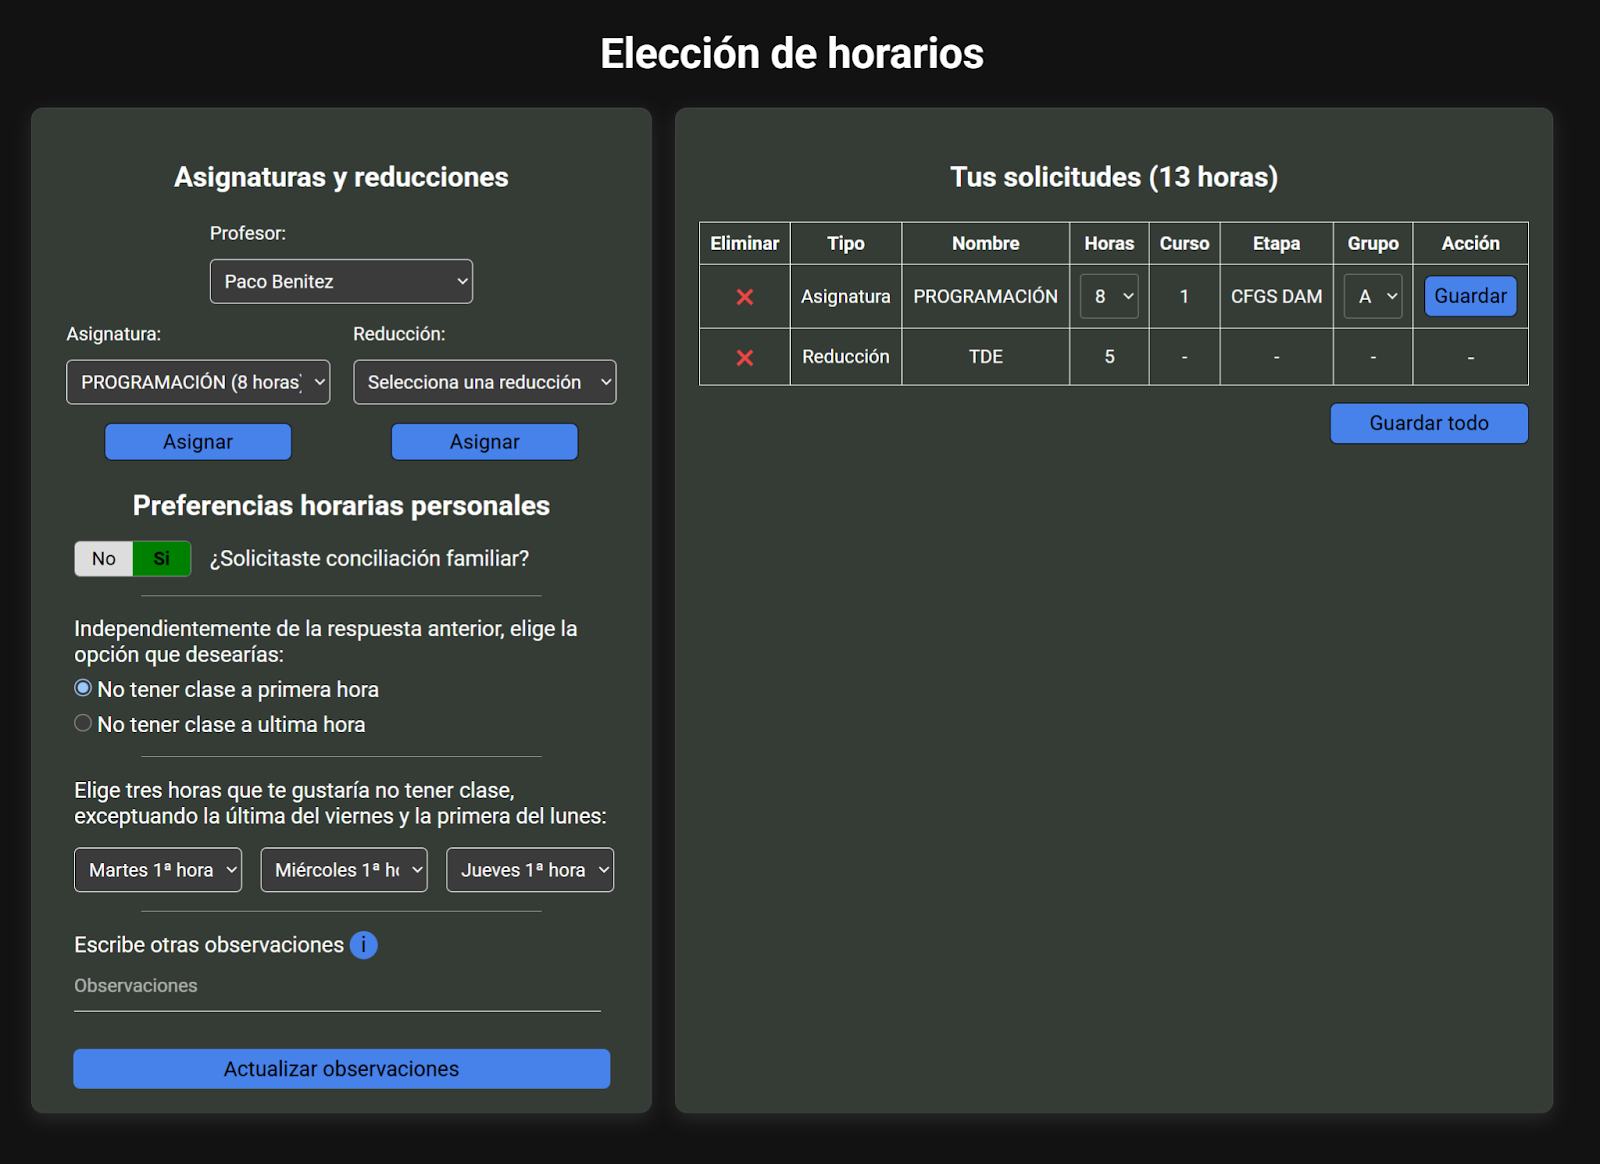 Elección de horarios
Asignaturas y reducciones
Profesor:
Paco Benitez
Asignatura:
Reducción:
PROGRAMACIÓN (8 horas)
Selecciona una reducción
Asignar
Asignar
Preferencias horarias personales
No Si ¿Solicitaste conciliación familiar?
Independientemente de la respuesta anterior, elige la
opción que desearías:
No tener clase a primera hora
No tener clase a ultima hora
Elige tres horas que te gustaría no tener clase,
exceptuando la última del viernes y la primera del lunes:
Martes 1ª hora
Miércoles 1ª ho
Jueves 1ª hora
Escribe otras observaciones i
Observaciones
Actualizar observaciones
Tus solicitudes (13 horas)
Eliminar Tipo Nombre Horas Curso Etapa Grupo Acción
Asignatura PROGRAMACIÓN 8 1 CFGS DAM A Guardar
Reducción TDE 5 - - - -
Guardar todo